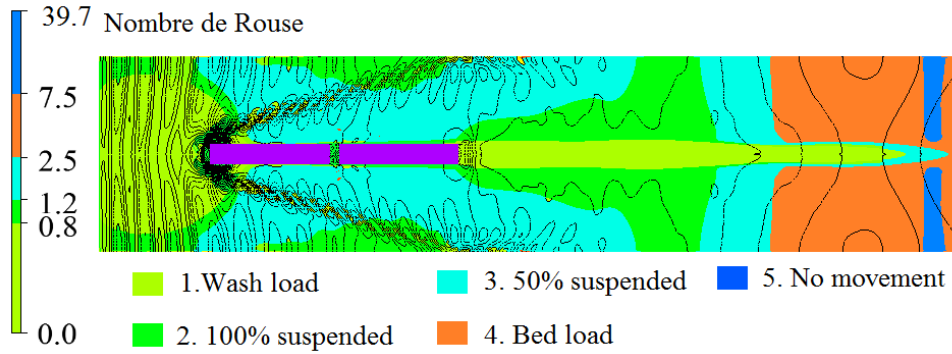 Nombre de Rouse
39.7
7.5
2.5
1.2
0.8
0.0
1.Wash load
3. 50% suspended
5. No movement
2. 100% suspended
4. Bed load